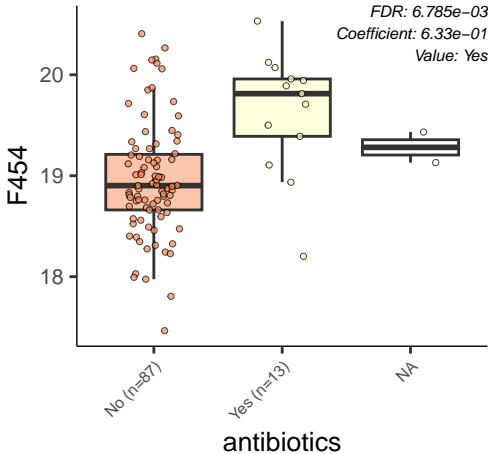 FDR: 6.785e−03
Coefficient: 6.33e−01
Value: Yes
F454
20
19
18
No (n=87)
Yes (n=13)
NA
antibiotics